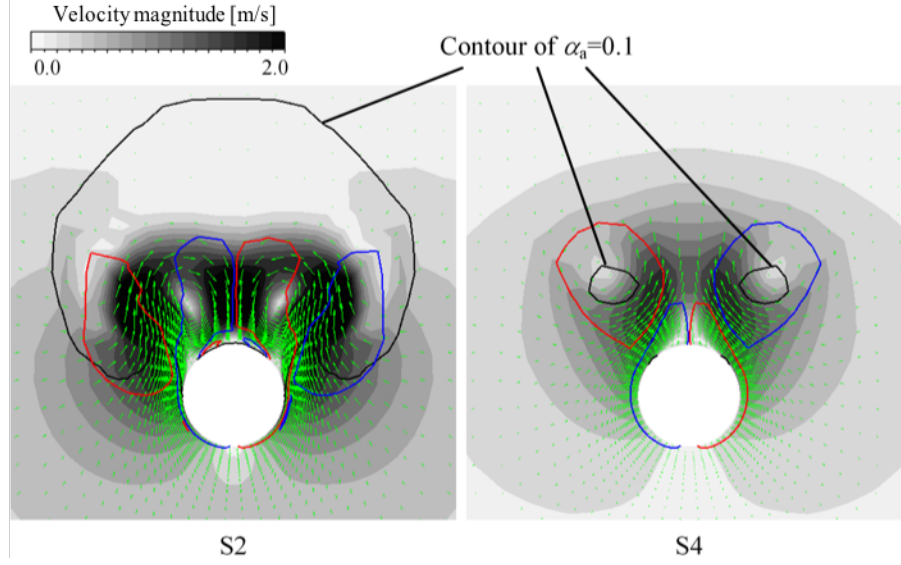 Velocity magnitude [m/s]
0.0 2.0
Contour of αₐ=0.1
S2 S4